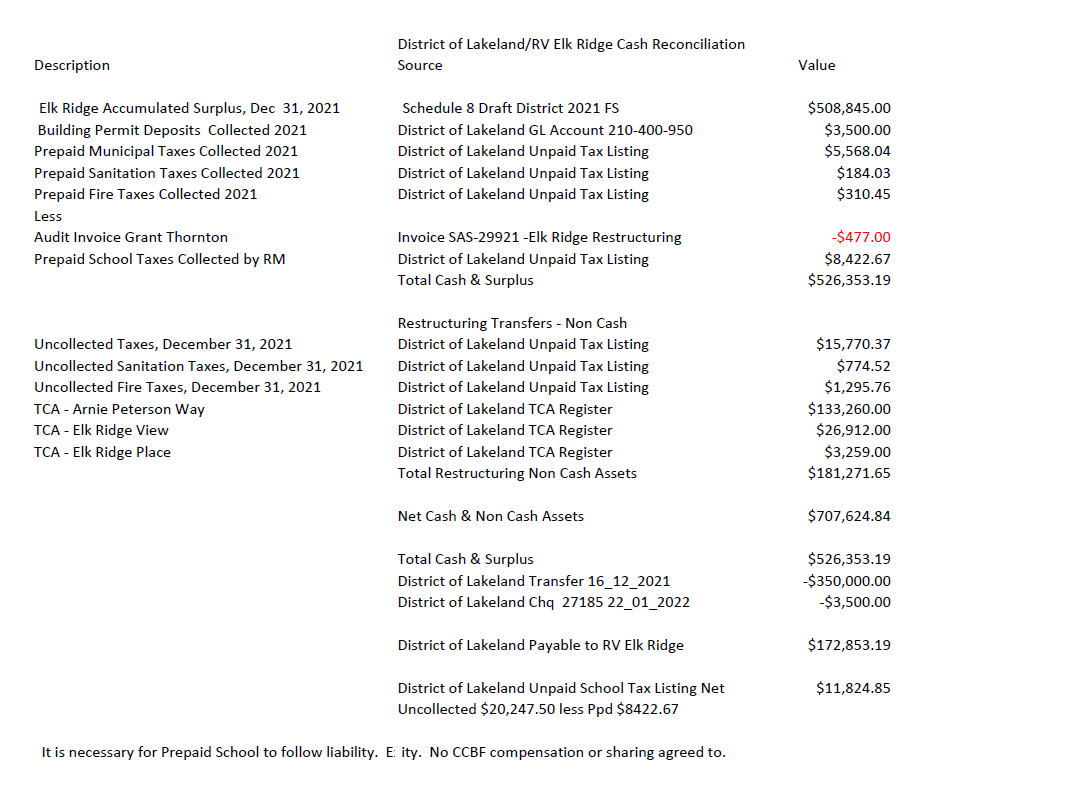 District of Lakeland/RV Elk Ridge Cash Reconciliation
Description Source Value
Elk Ridge Accumulated Surplus, Dec 31, 2021 Schedule 8 Draft District 2021 FS $508,845.00
Building Permit Deposits Collected 2021 District of Lakeland GL Account 210-400-950 $3,500.00
Prepaid Municipal Taxes Collected 2021 District of Lakeland Unpaid Tax Listing $5,568.04
Prepaid Sanitation Taxes Collected 2021 District of Lakeland Unpaid Tax Listing $184.03
Prepaid Fire Taxes Collected 2021 District of Lakeland Unpaid Tax Listing $310.45
Less
Audit Invoice Grant Thornton Invoice SAS-29921 -Elk Ridge Restructuring -$477.00
Prepaid School Taxes Collected by RM District of Lakeland Unpaid Tax Listing $8,422.67
Total Cash & Surplus $526,353.19
Restructuring Transfers - Non Cash
Uncollected Taxes, December 31, 2021 District of Lakeland Unpaid Tax Listing $15,770.37
Uncollected Sanitation Taxes, December 31, 2021 District of Lakeland Unpaid Tax Listing $774.52
Uncollected Fire Taxes, December 31, 2021 District of Lakeland Unpaid Tax Listing $1,295.76
TCA - Arnie Peterson Way District of Lakeland TCA Register $133,260.00
TCA - Elk Ridge View District of Lakeland TCA Register $26,912.00
TCA - Elk Ridge Place District of Lakeland TCA Register $3,259.00
Total Restructuring Non Cash Assets $181,271.65
Net Cash & Non Cash Assets $707,624.84
Total Cash & Surplus $526,353.19
District of Lakeland Transfer 16_12_2021 -$350,000.00
District of Lakeland Chq 27185 22_01_2022 -$3,500.00
District of Lakeland Payable to RV Elk Ridge $172,853.19
District of Lakeland Unpaid School Tax Listing Net $11,824.85
Uncollected $20,247.50 less Ppd $8422.67
It is necessary for Prepaid School to follow liability. No CCBF compensation or sharing agreed to.